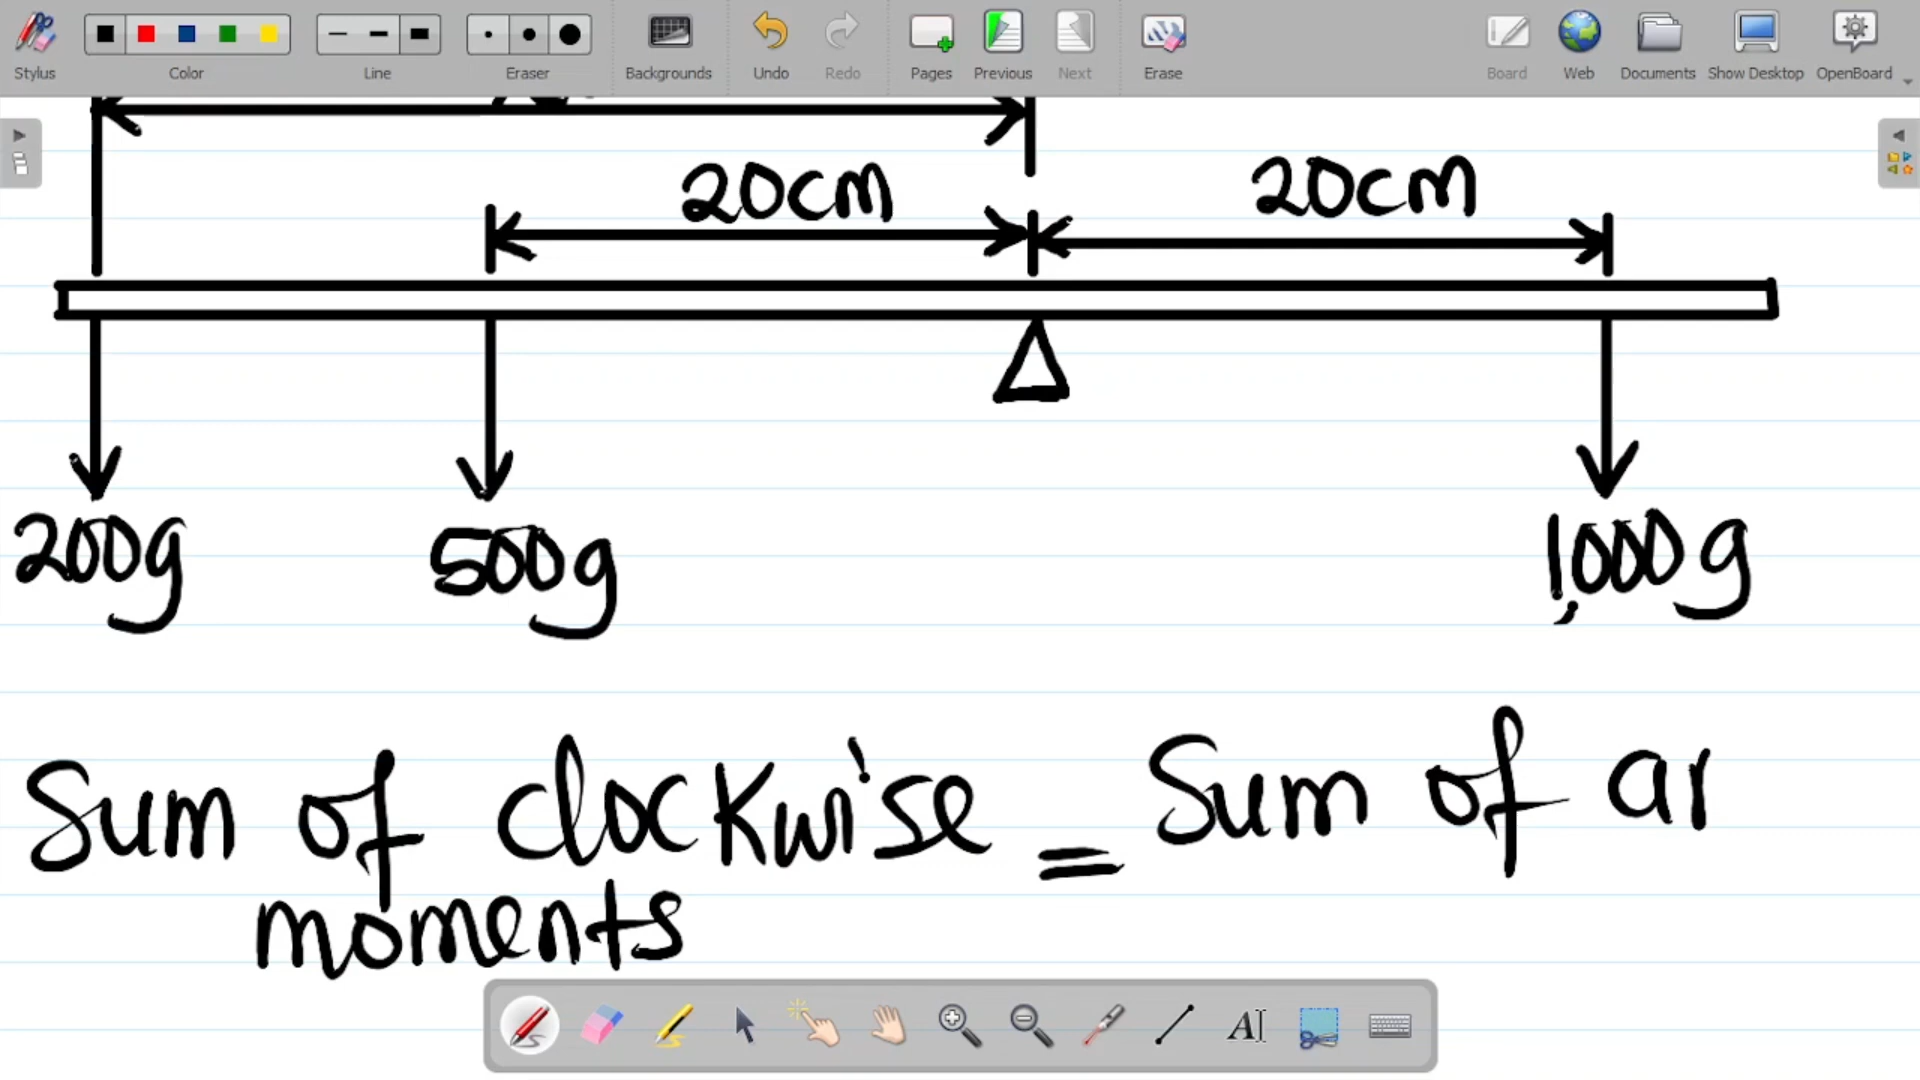 Stylus Color Line Eraser Backgrounds Undo Redo Pages Previous Next Erase Board Web Documents Show Desktop OpenBoard
20cm 20cm
200g 500g 1,000g
Sum of clockwise = Sum of
moments
AI